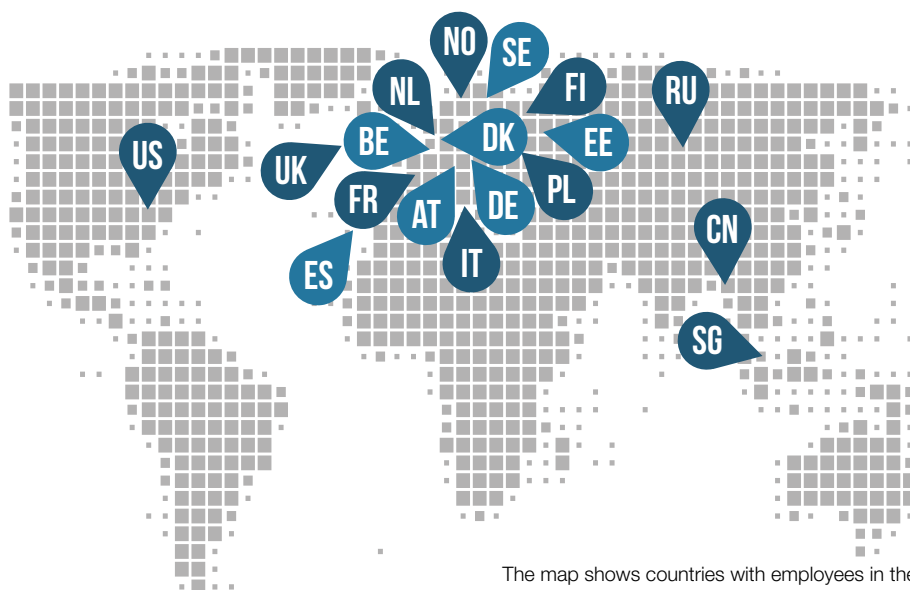 NO
SE
NL
FI
RU
US
BE
DK
EE
UK
FR
AT
DE
PL
ES
IT
CN
SG
The map shows countries with employees in the